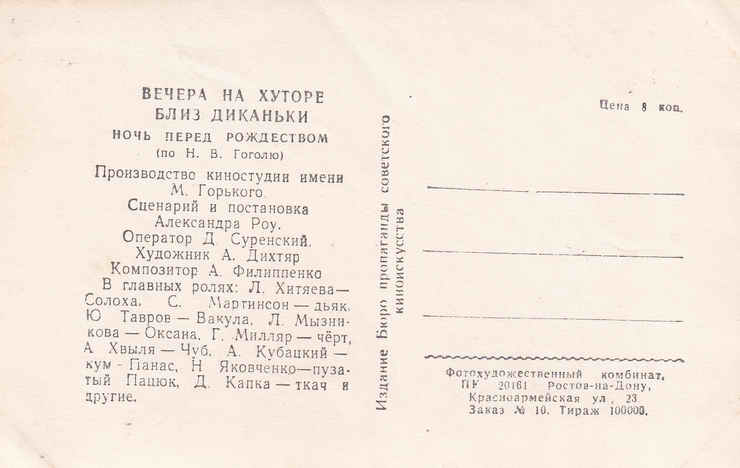 ВЕЧЕРА НА ХУТОРЕ
БЛИЗ ДИКАНЬКИ
НОЧЬ ПЕРЕД РОЖДЕСТВОМ
(по Н. В. Гоголю)
Производство киностудии имени
М. Горького.
Сценарий и постановка
Александра Роу.
Оператор Д. Суренский.
Художник А. Дихтяр
Композитор А. Филиппенко
В главных ролях: Л. Хитяева—
Солоха, С. Мартинсон — дьяк,
Ю Тавров — Вакула, Л. Мызни-
кова — Оксана, Г. Милляр — чёрт,
А Хвыля — Чуб, А. Кубацкий —
кум - Панас, Н Яковченко—пуза-
тый Пацюк, Д. Капка — ткач и
другие.
Издание Бюро пропаганды советского
киноискусства
Цена 8 коп.
Фотохудожественный комбинат,
ПК 20161 Ростов-на-Дону,
Красноармейская ул., 23
Заказ № 10. Тираж 100000.